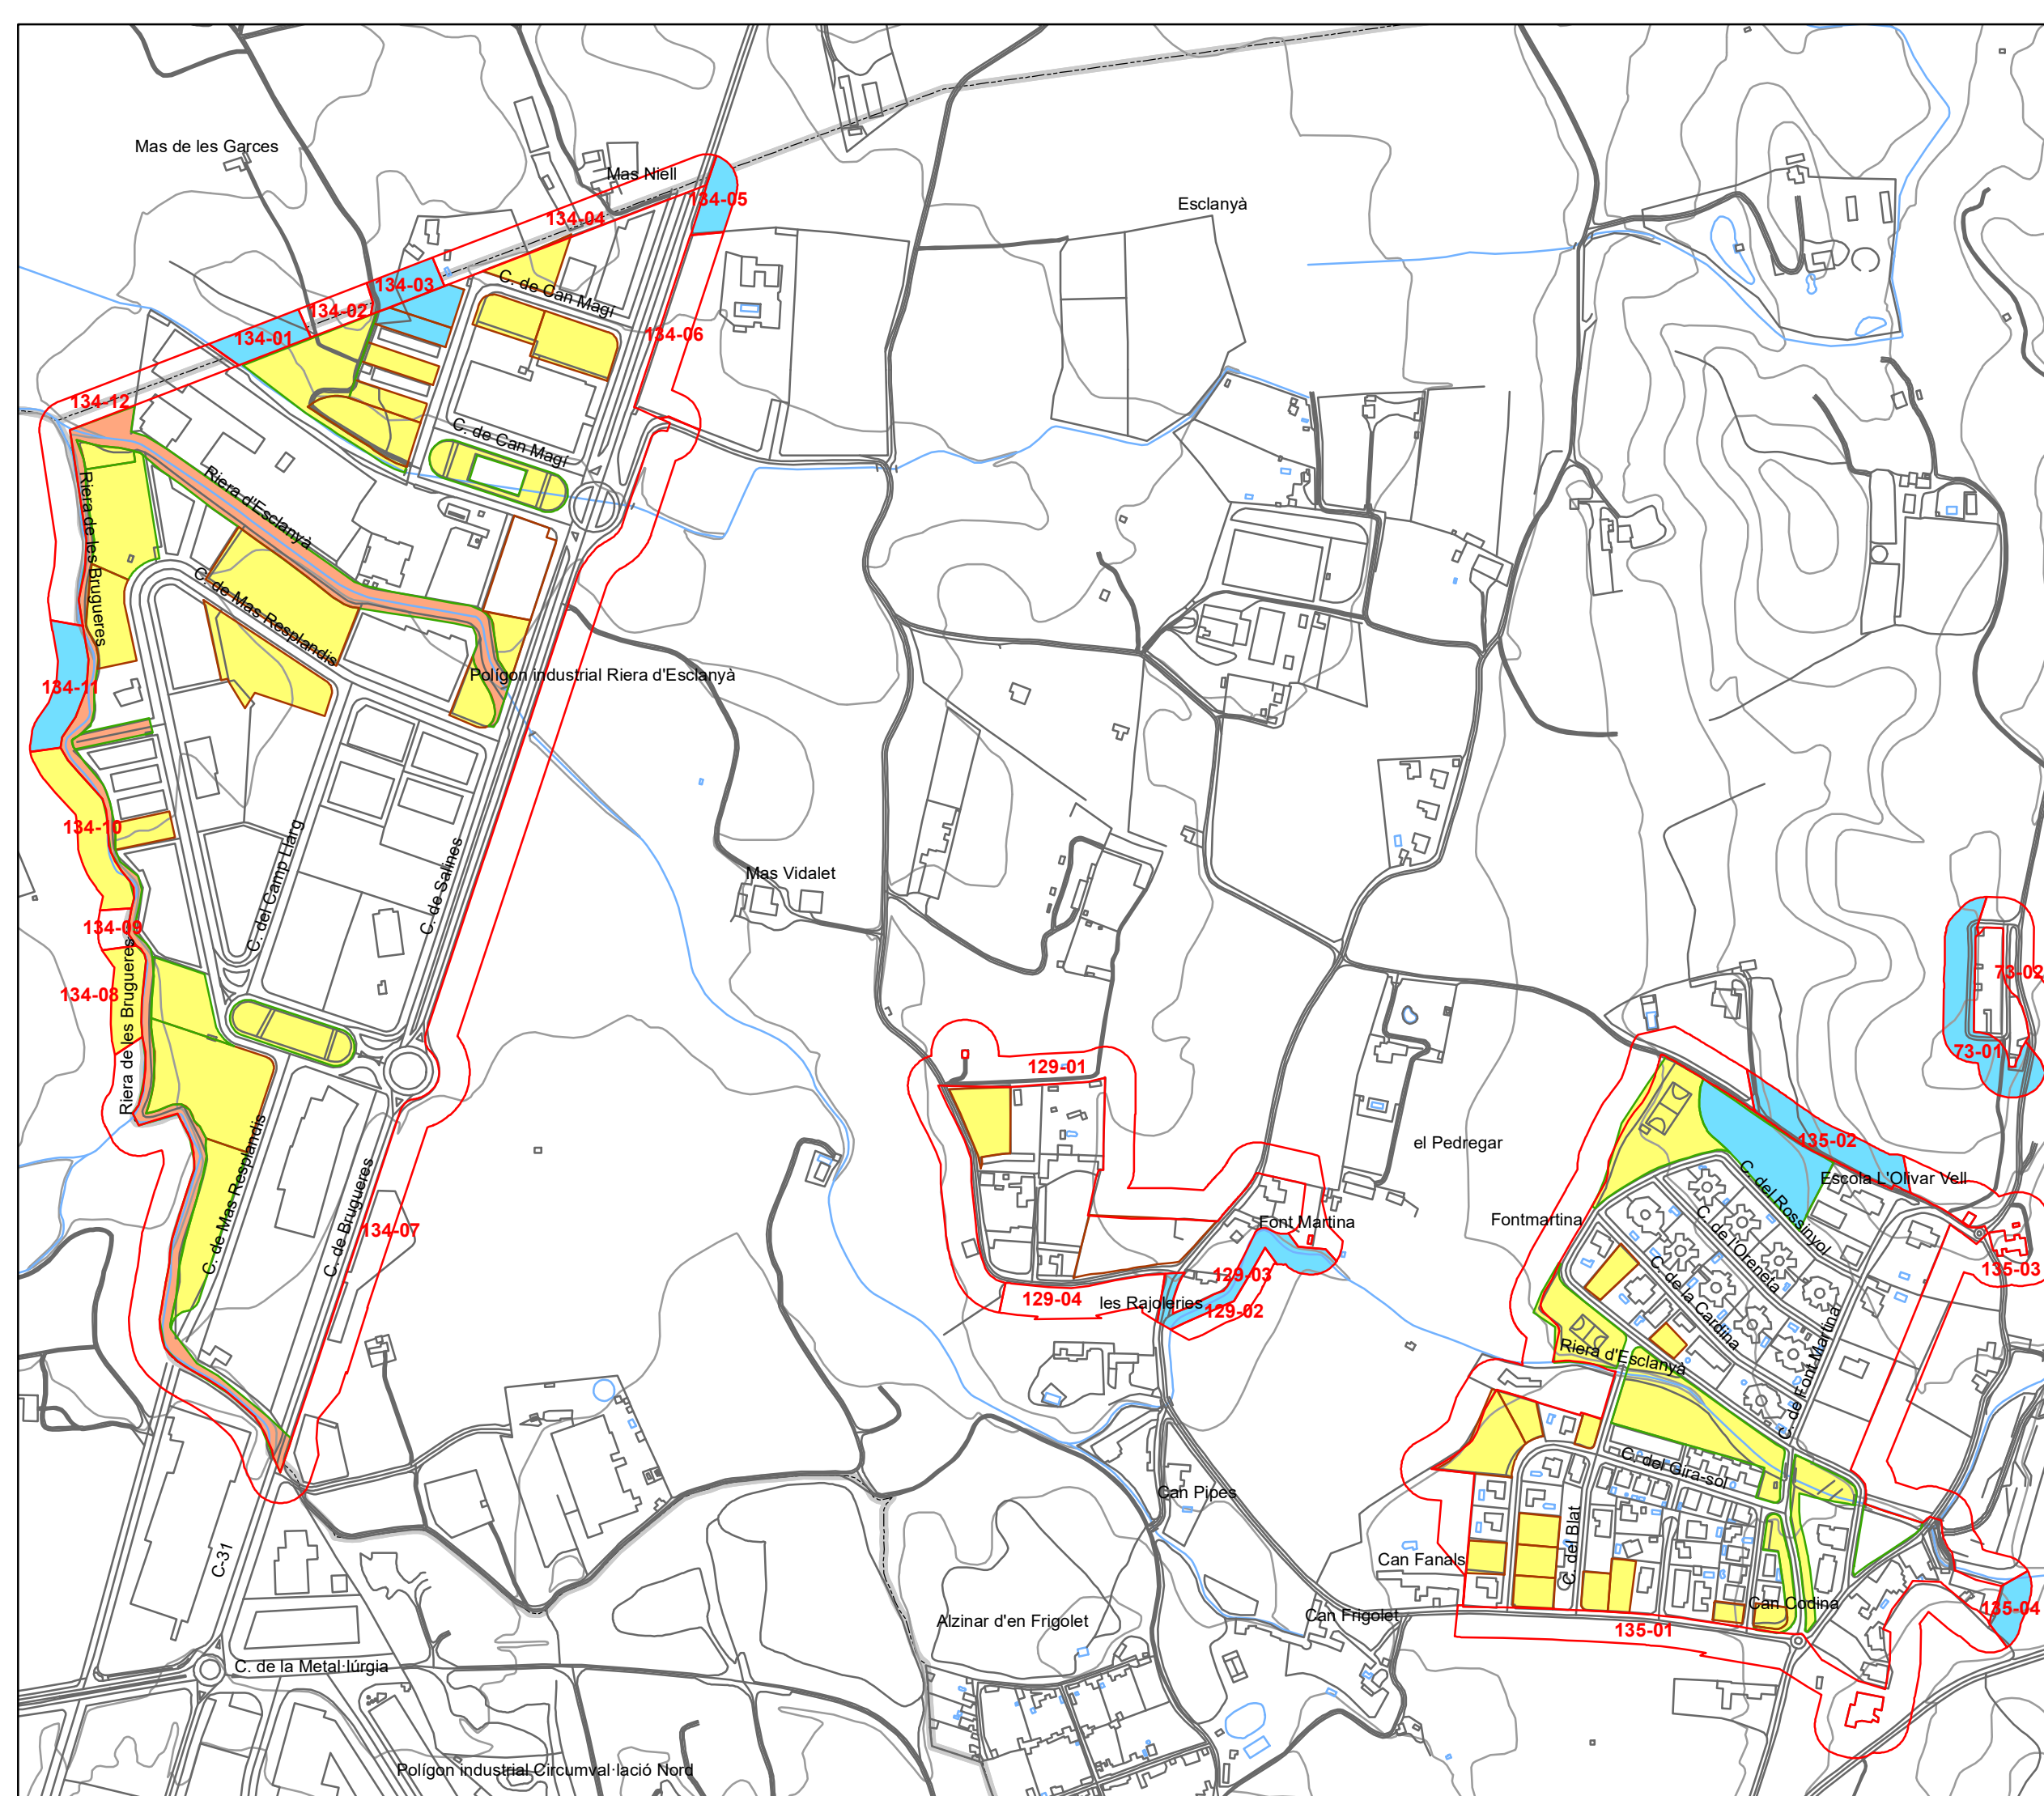 Mas de les Garces
Mas Niell
134-05
Esclanyà
134-04
134-03
C. de Can Magí
134-02
134-01
134-06
134-12
C. de Can Magí
Riera d'Esclanyà
Riera de les Brugueres
C. de Mas Resplandis
Polígon industrial Riera d'Esclanyà
134-11
134-10
Mas Vidalet
C. del Camp Llarg
C. de Salines
134-09
134-08
Riera de les Brugueres
73-02
73-01
129-01
el Pedregar
135-02
Escola L'Olivar Vell
C. del Rossinyol
C. de l'Oreneta
C. de la Cardina
C. de Font Martina
Fontmartina
Font Martina
C. de Mas Resplandis
C. de Brugueres
134-07
135-03
129-03
129-04
les Rajoleries
129-02
Riera d'Esclanyà
C. del Gira-sol
Can Pipes
C-31
C. del Blat
Can Fanals
Can Codina
135-04
Alzinar d'en Frigolet
Can Frigolet
135-01
C. de la Metal·lúrgia
Polígon industrial Circumval·lació Nord